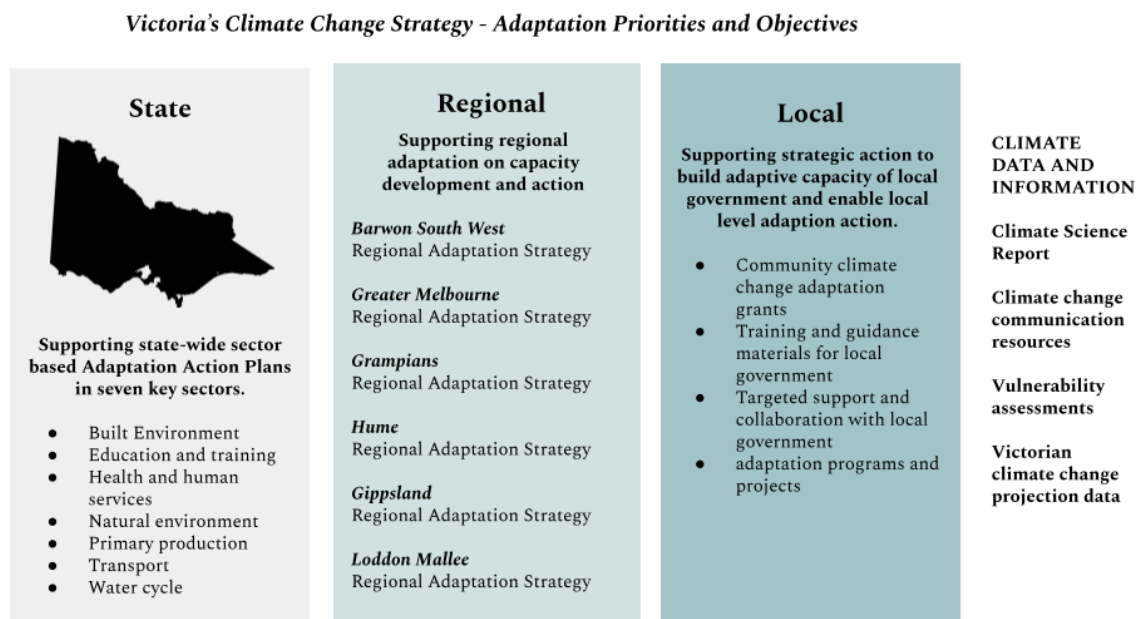 Victoria's Climate Change Strategy - Adaptation Priorities and Objectives
State
Supporting state-wide sector
based Adaptation Action Plans
in seven key sectors.
● Built Environment
● Education and training
● Health and human
services
● Natural environment
● Primary production
● Transport
● Water cycle
Regional
Supporting regional
adaptation on capacity
development and action
Barwon South West
Regional Adaptation Strategy
Greater Melbourne
Regional Adaptation Strategy
Grampians
Regional Adaptation Strategy
Hume
Regional Adaptation Strategy
Gippsland
Regional Adaptation Strategy
Loddon Mallee
Regional Adaptation Strategy
Local
Supporting strategic action to
build adaptive capacity of local
government and enable local
level adaption action.
● Community climate
change adaptation
grants
● Training and guidance
materials for local
government
● Targeted support and
collaboration with local
government
● adaptation programs and
projects
CLIMATE
DATA AND
INFORMATION
Climate Science
Report
Climate change
communication
resources
Vulnerability
assessments
Victorian
climate change
projection data